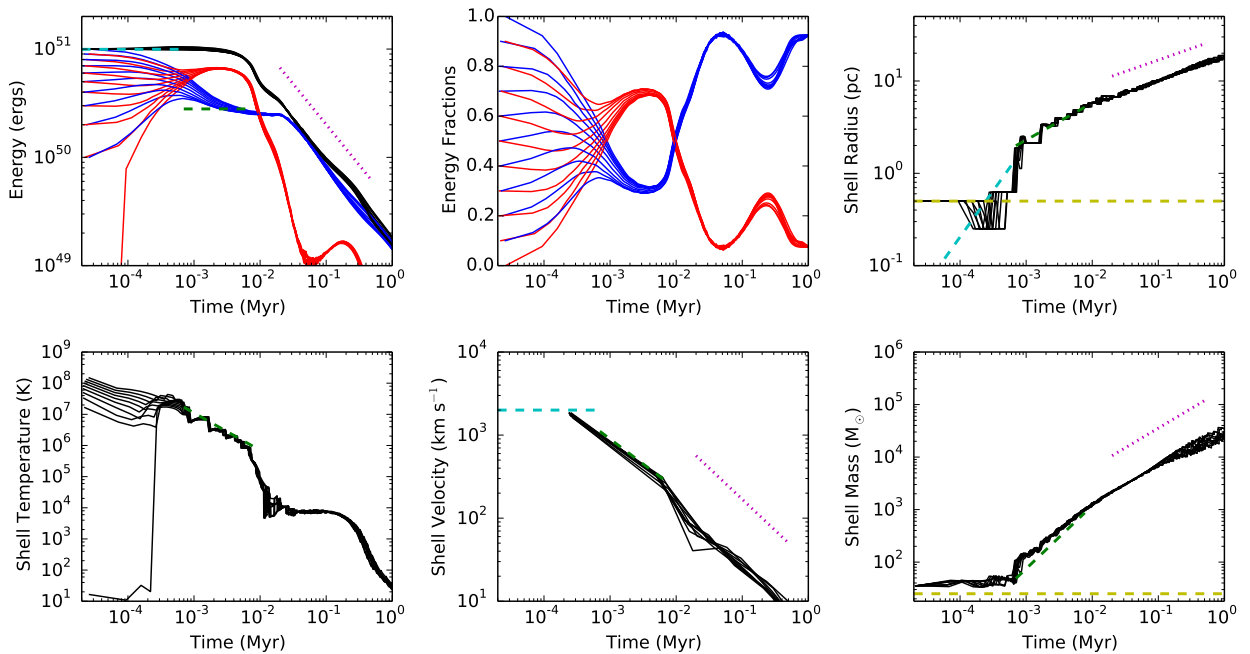 Energy (ergs)
10^51
10^50
10^49
10^-4 10^-3 10^-2 10^-1 10^0
Time (Myr)
Energy Fractions
1.0
0.8
0.6
0.4
0.2
0.0
10^-4 10^-3 10^-2 10^-1 10^0
Time (Myr)
Shell Radius (pc)
10^1
10^0
10^-1
10^-4 10^-3 10^-2 10^-1 10^0
Time (Myr)
Shell Temperature (K)
10^9
10^8
10^7
10^6
10^5
10^4
10^3
10^2
10^1
10^-4 10^-3 10^-2 10^-1 10^0
Time (Myr)
Shell Velocity (km s^-1)
10^4
10^3
10^2
10^1
10^-4 10^-3 10^-2 10^-1 10^0
Time (Myr)
Shell Mass (M_⊙)
10^6
10^5
10^4
10^3
10^2
10^-4 10^-3 10^-2 10^-1 10^0
Time (Myr)